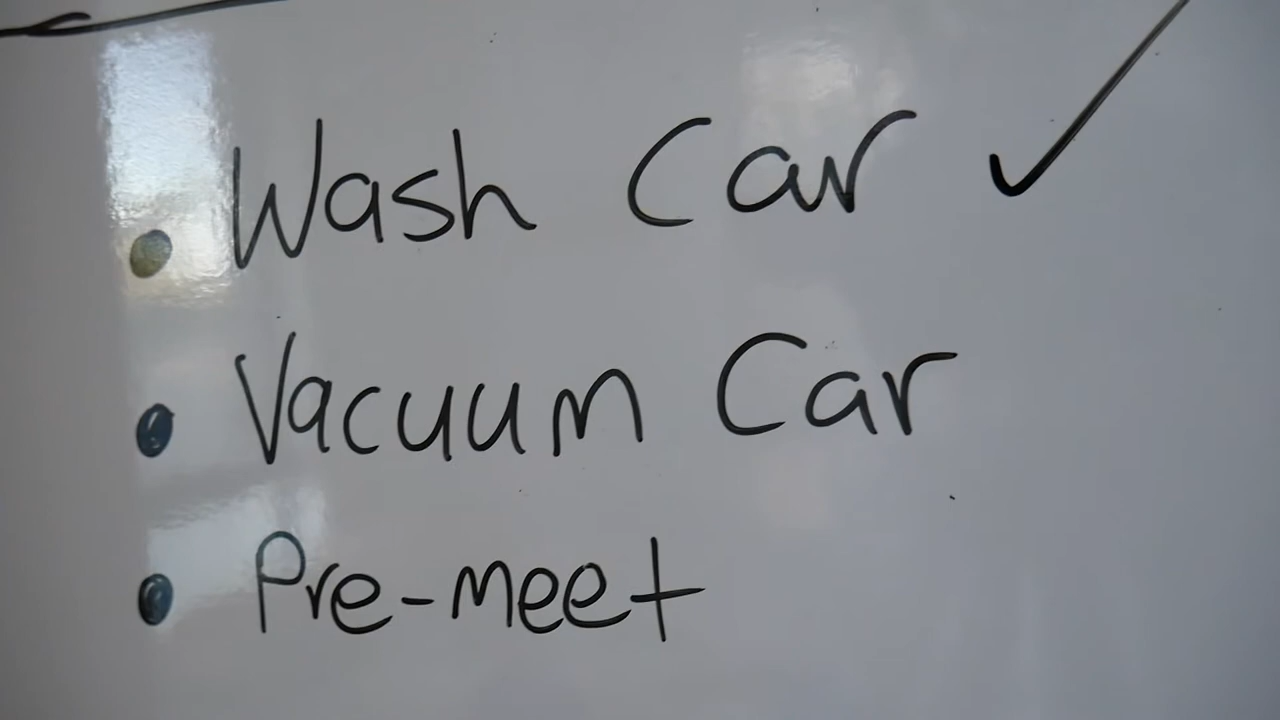 • Wash Car ✓
• Vacuum Car
• Pre-meet